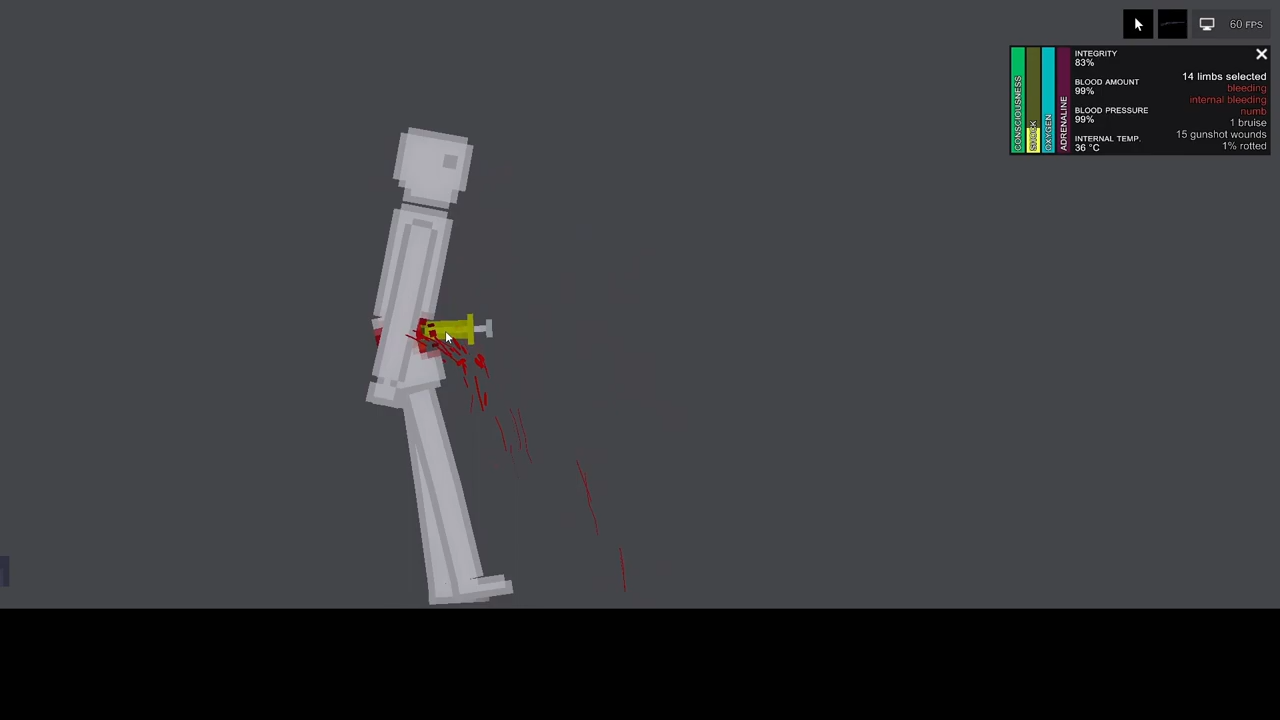 60 FPS
INTEGRITY
83%
BLOOD AMOUNT
99%
BLOOD PRESSURE
99%
INTERNAL TEMP.
36 °C
14 limbs selected
bleeding
internal bleeding
numb
1 bruise
15 gunshot wounds
1% rotted
CONSCIOUSNESS
SHOCK
OXYGEN
ADRENALINE